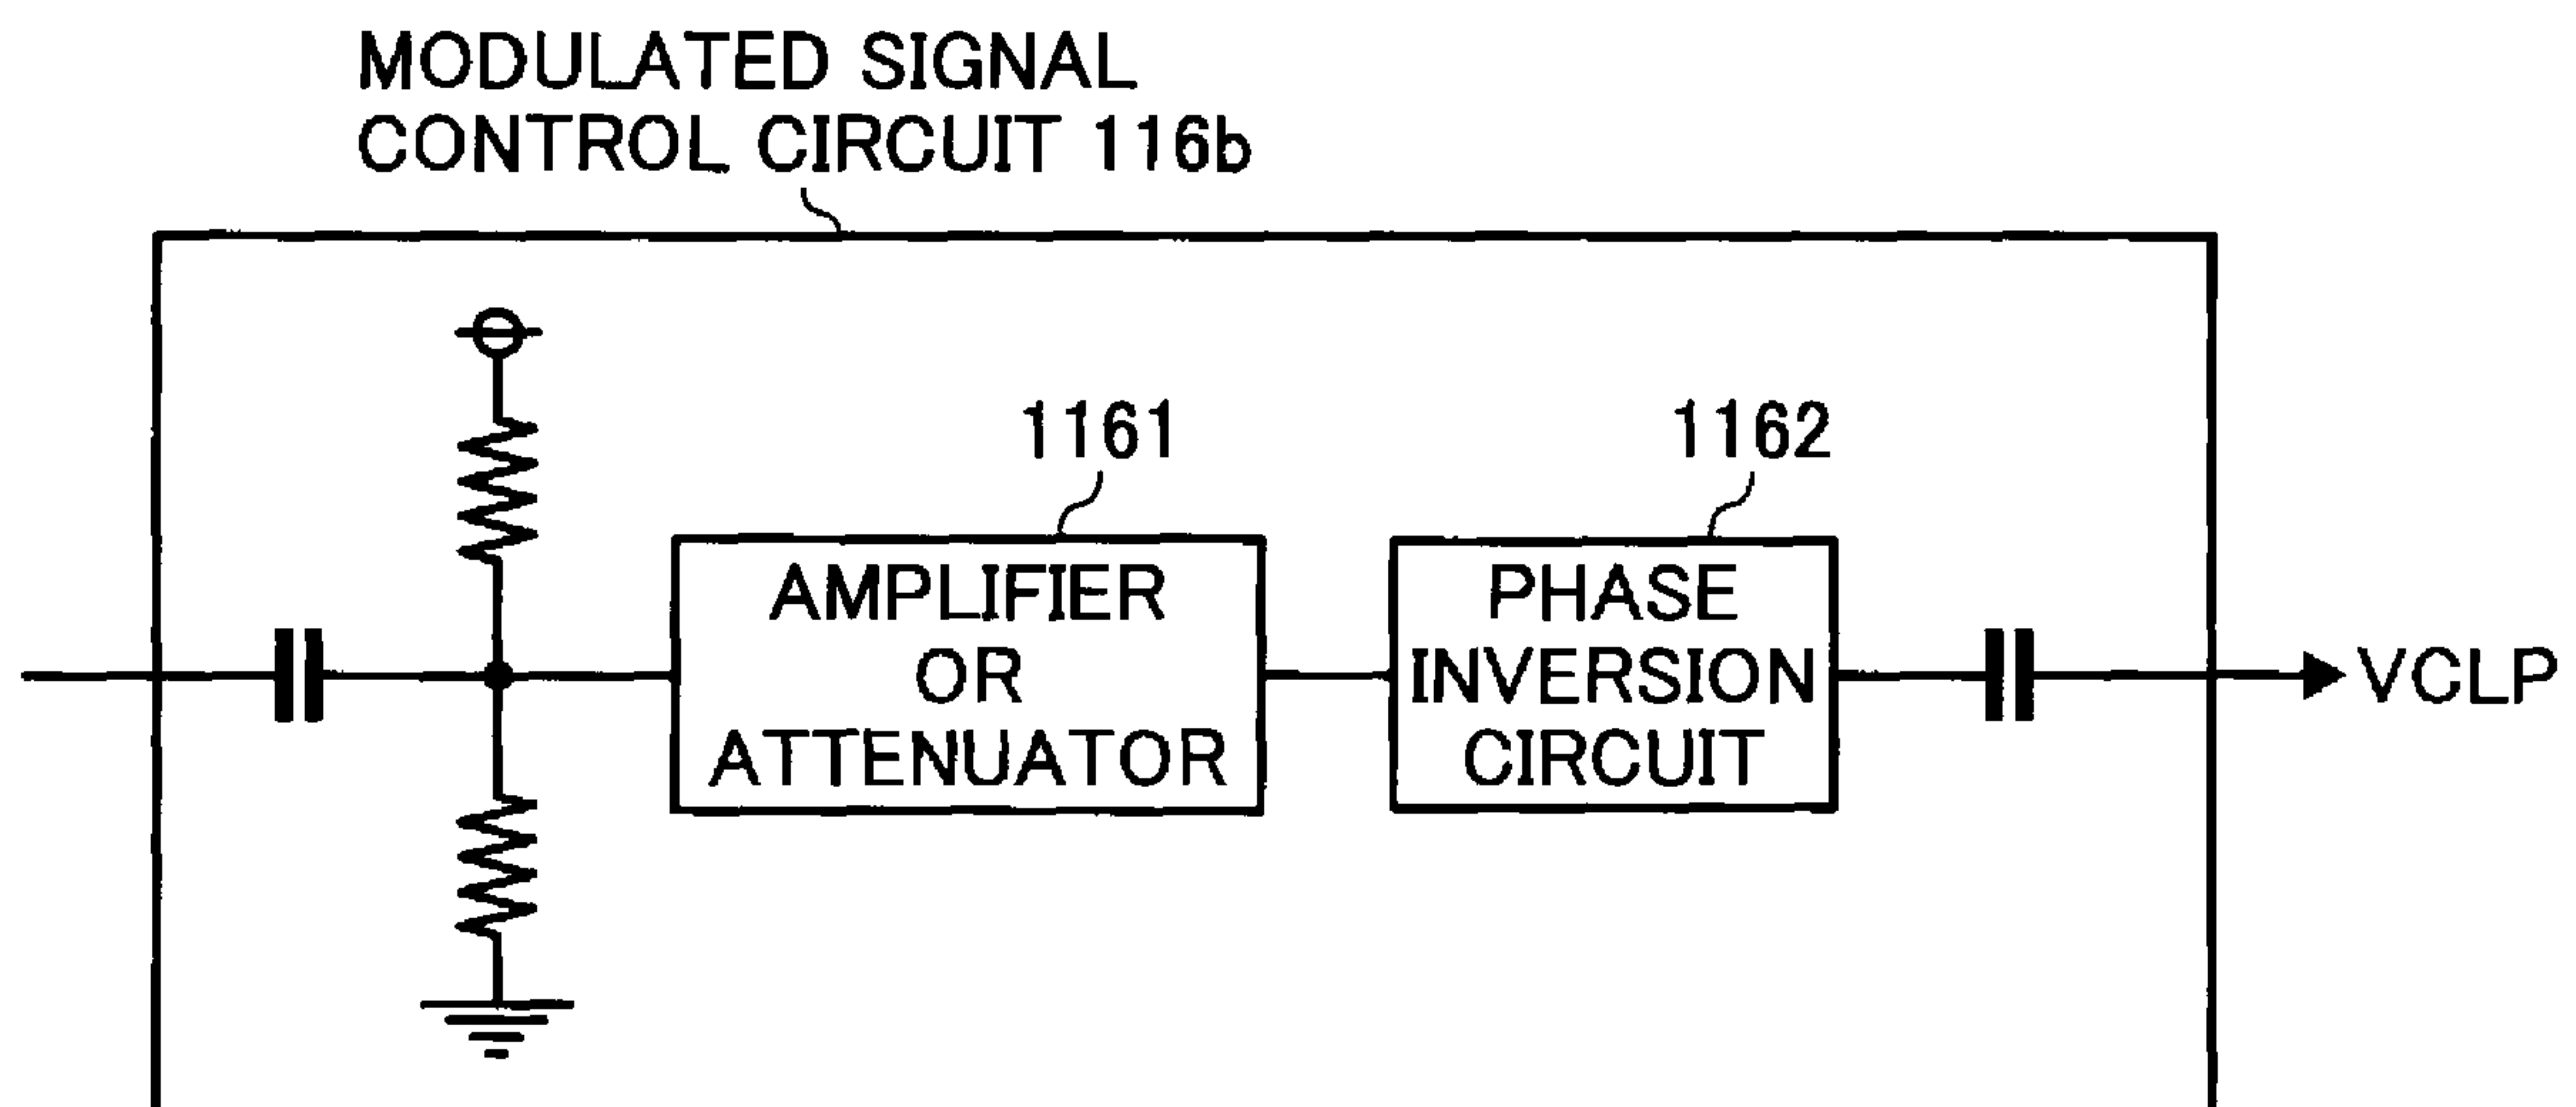 MODULATED SIGNAL
CONTROL CIRCUIT 116b
1161
1162
AMPLIFIER
OR
ATTENUATOR
PHASE
INVERSION
CIRCUIT
VCLP